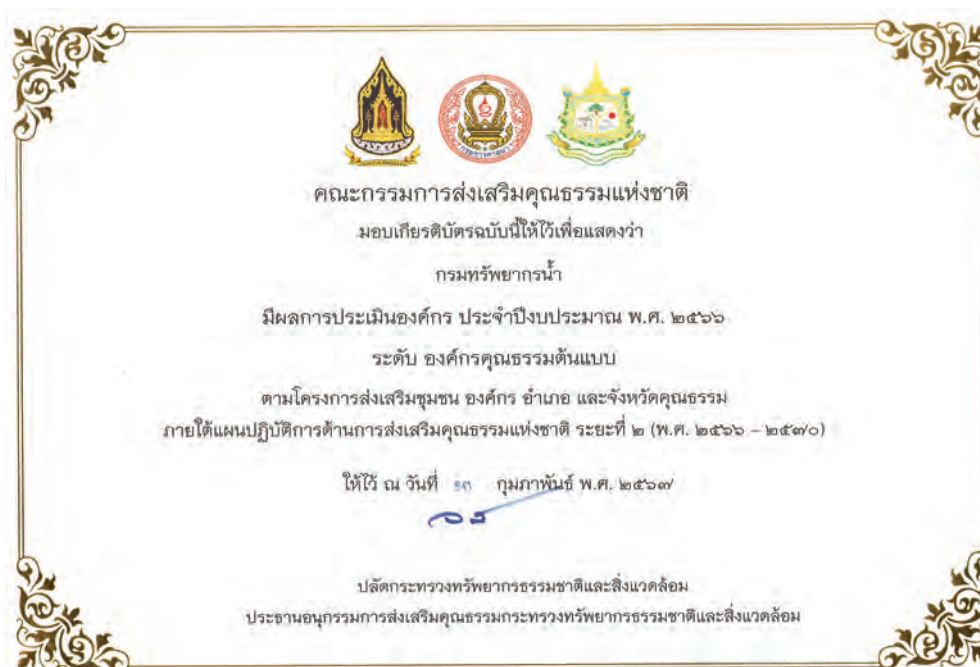 กรมการศาสนา
คณะกรรมการส่งเสริมคุณธรรมแห่งชาติ
มอบเกียรติบัตรฉบับนี้ให้ไว้เพื่อแสดงว่า
กรมทรัพยากรน้ำ
มีผลการประเมินองค์กร ประจำปีงบประมาณ พ.ศ. ๒๕๖๖
ระดับ องค์กรคุณธรรมต้นแบบ
ตามโครงการส่งเสริมชุมชน องค์กร อำเภอ และจังหวัดคุณธรรม
ภายใต้แผนปฏิบัติการด้านการส่งเสริมคุณธรรมแห่งชาติ ระยะที่ ๒ (พ.ศ. ๒๕๖๖ – ๒๕๗๐)
ให้ไว้ ณ วันที่ ๑๓ กุมภาพันธ์ พ.ศ. ๒๕๖๗
ปลัดกระทรวงทรัพยากรธรรมชาติและสิ่งแวดล้อม
ประธานอนุกรรมการส่งเสริมคุณธรรมกระทรวงทรัพยากรธรรมชาติและสิ่งแวดล้อม